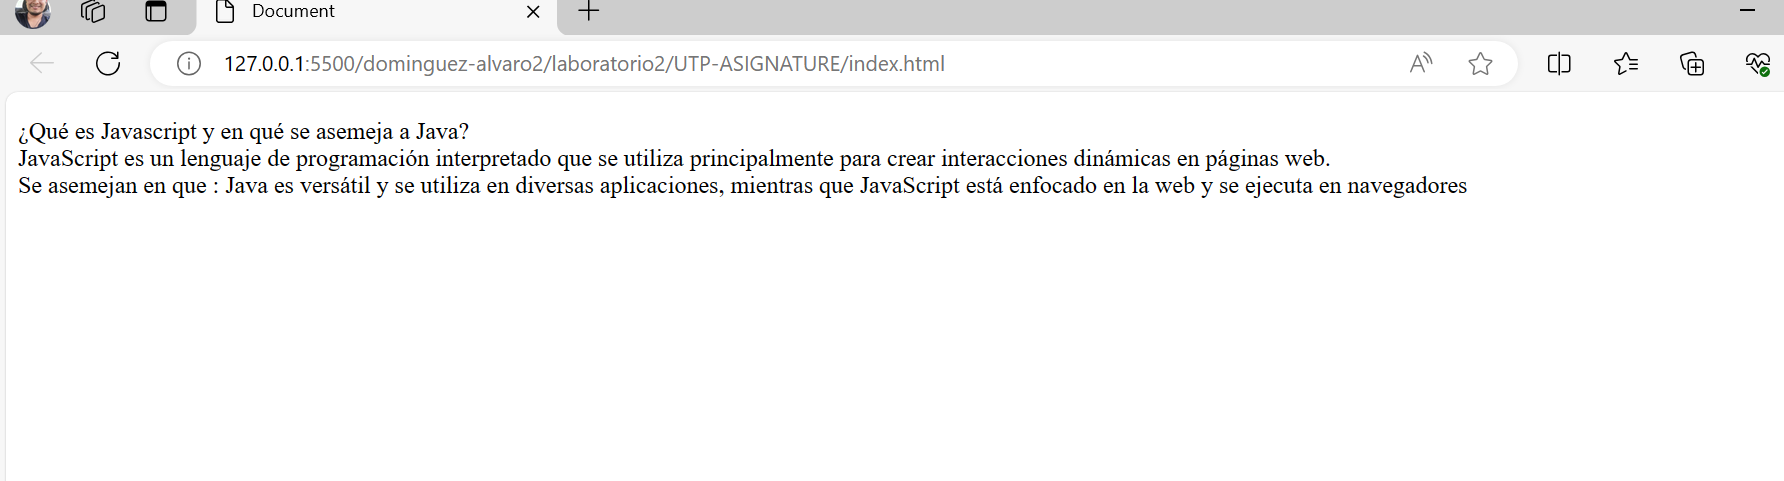 Document
127.0.0.1:5500/dominguez-alvaro2/laboratorio2/UTP-ASIGNATURE/index.html
¿Qué es Javascript y en qué se asemeja a Java?
JavaScript es un lenguaje de programación interpretado que se utiliza principalmente para crear interacciones dinámicas en páginas web.
Se asemejan en que : Java es versátil y se utiliza en diversas aplicaciones, mientras que JavaScript está enfocado en la web y se ejecuta en navegadores